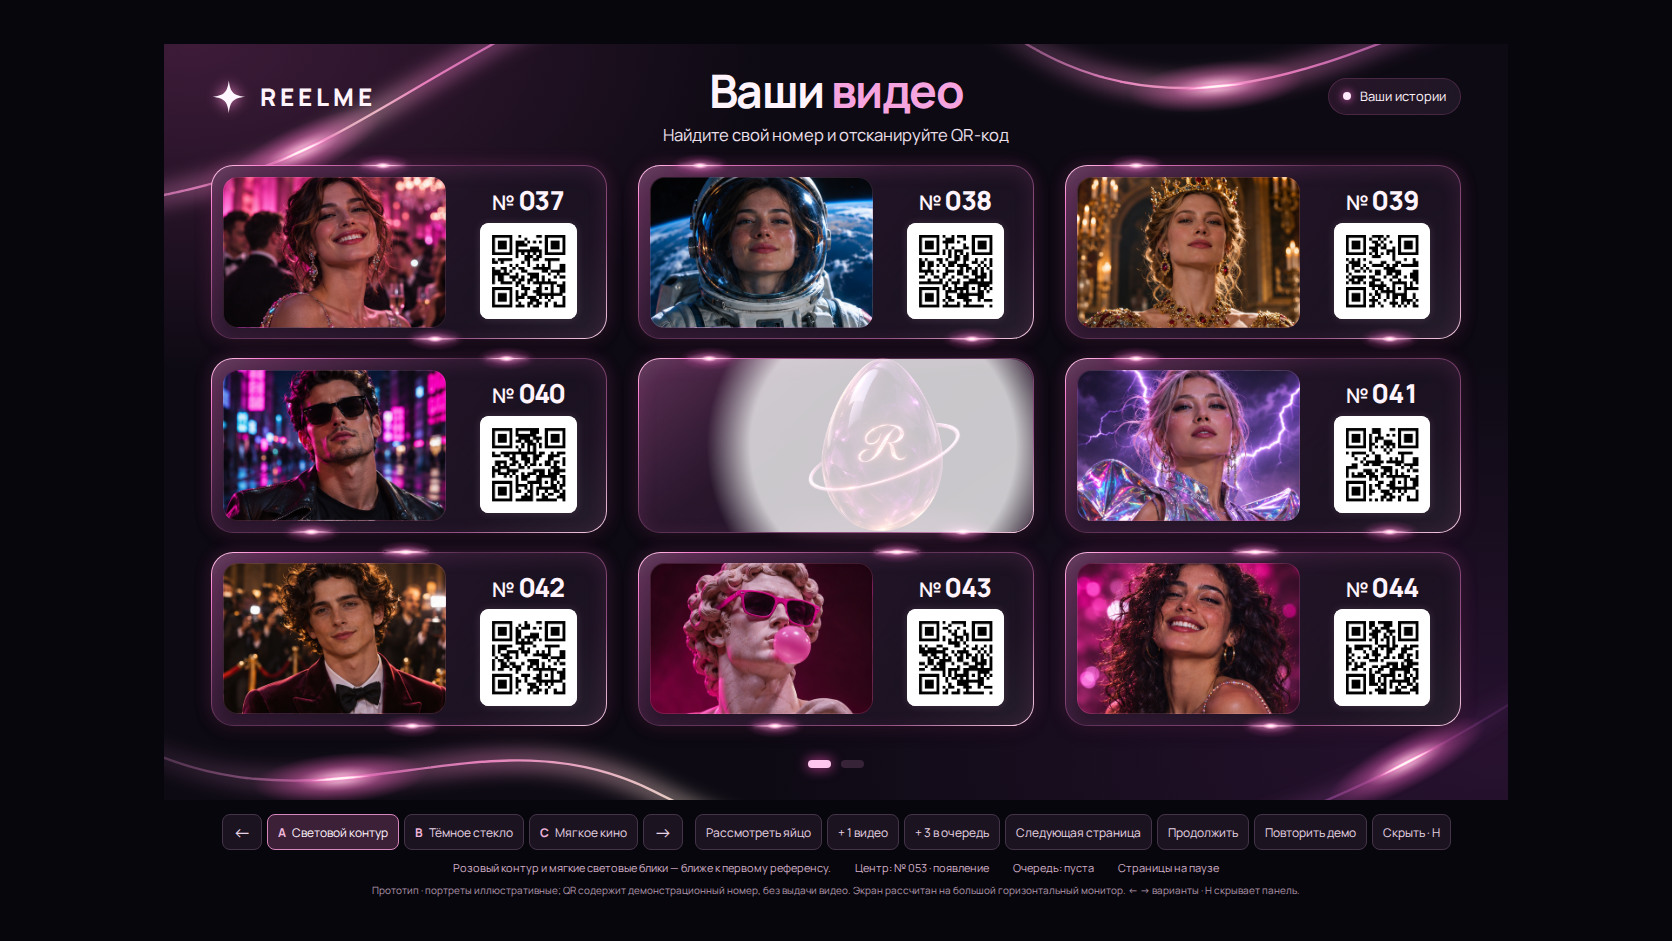 REELME
Ваши видео
Ваши истории
Найдите свой номер и отсканируйте QR-код
№ 037
№ 038
№ 039
№ 040
R
№ 041
№ 042
№ 043
№ 044
← A Световой контур B Тёмное стекло C Мягкое кино → Рассмотреть яйцо + 1 видео + 3 в очередь Следующая страница Продолжить Повторить демо Скрыть · H
Розовый контур и мягкие световые блики — ближе к первому референсу. Центр: № 053 · появление Очередь: пуста Страницы на паузе
Прототип · портреты иллюстративные; QR содержит демонстрационный номер, без выдачи видео. Экран рассчитан на большой горизонтальный монитор. ← → варианты · H скрывает панель.